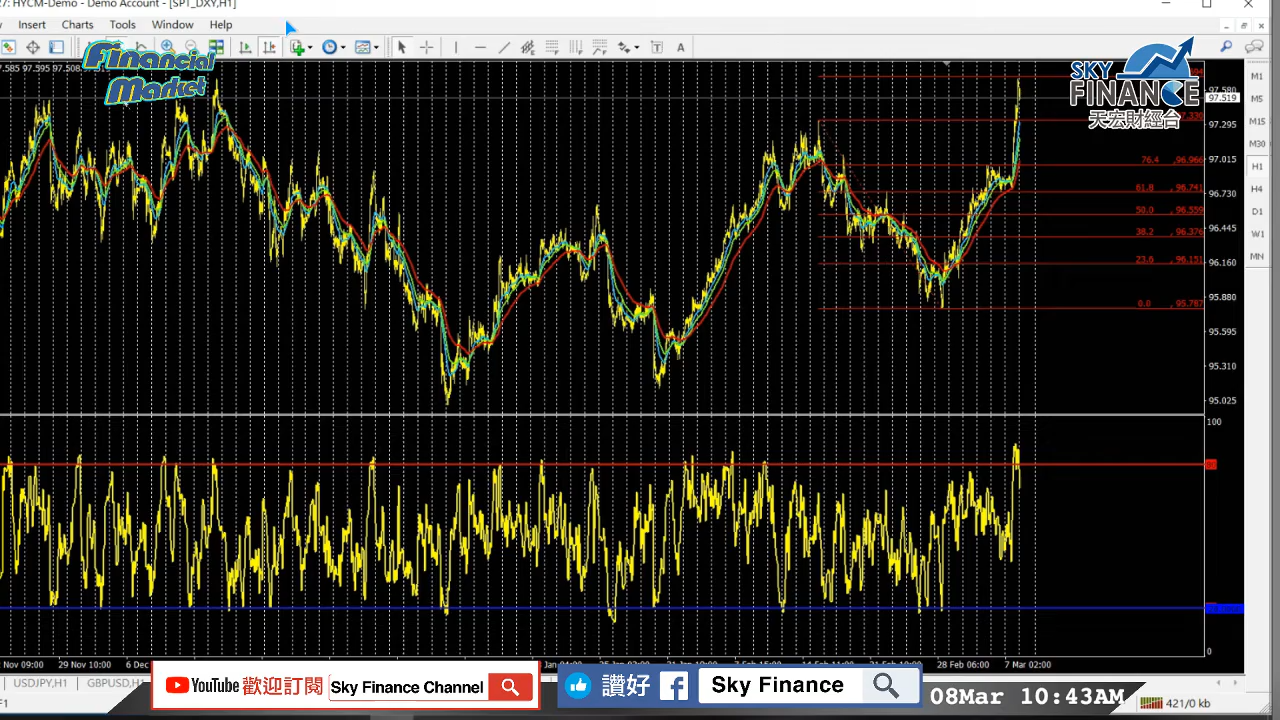 27: HYCM-Demo - Demo Account - [SPT_DXY,H1]
Insert Charts Tools Window Help
Financial
Market
97.585 97.595 97.508
SKY
FINANCE
天宏財經台
97.580
97.519
97.330
97.295
97.015
96.730
96.445
96.160
95.880
95.595
95.310
95.025
76.4 , 96.966
61.8 , 96.741
50.0 , 96.559
38.2 , 96.376
23.6 , 96.151
0.0 , 95.787
M1
M5
M15
M30
H1
H4
D1
W1
MN
A
T
100
0
Nov 09:00 29 Nov 10:00 6 Dec 7 Feb 15:00 14 Feb 11:00 28 Feb 06:00 7 Mar 02:00
USDJPY,H1 GBPUSD,H1
F1
YouTube 歡迎訂閱 Sky Finance Channel
讚好 Sky Finance
08Mar 10:43AM
421/0 kb